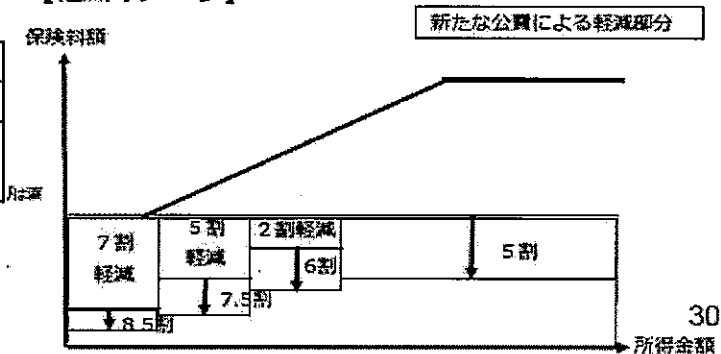 新たな公費による軽減部分
保険料額
7割
軽減
5割
軽減
2割軽減
5割
6割
7.5割
8.5割
30
所得金額